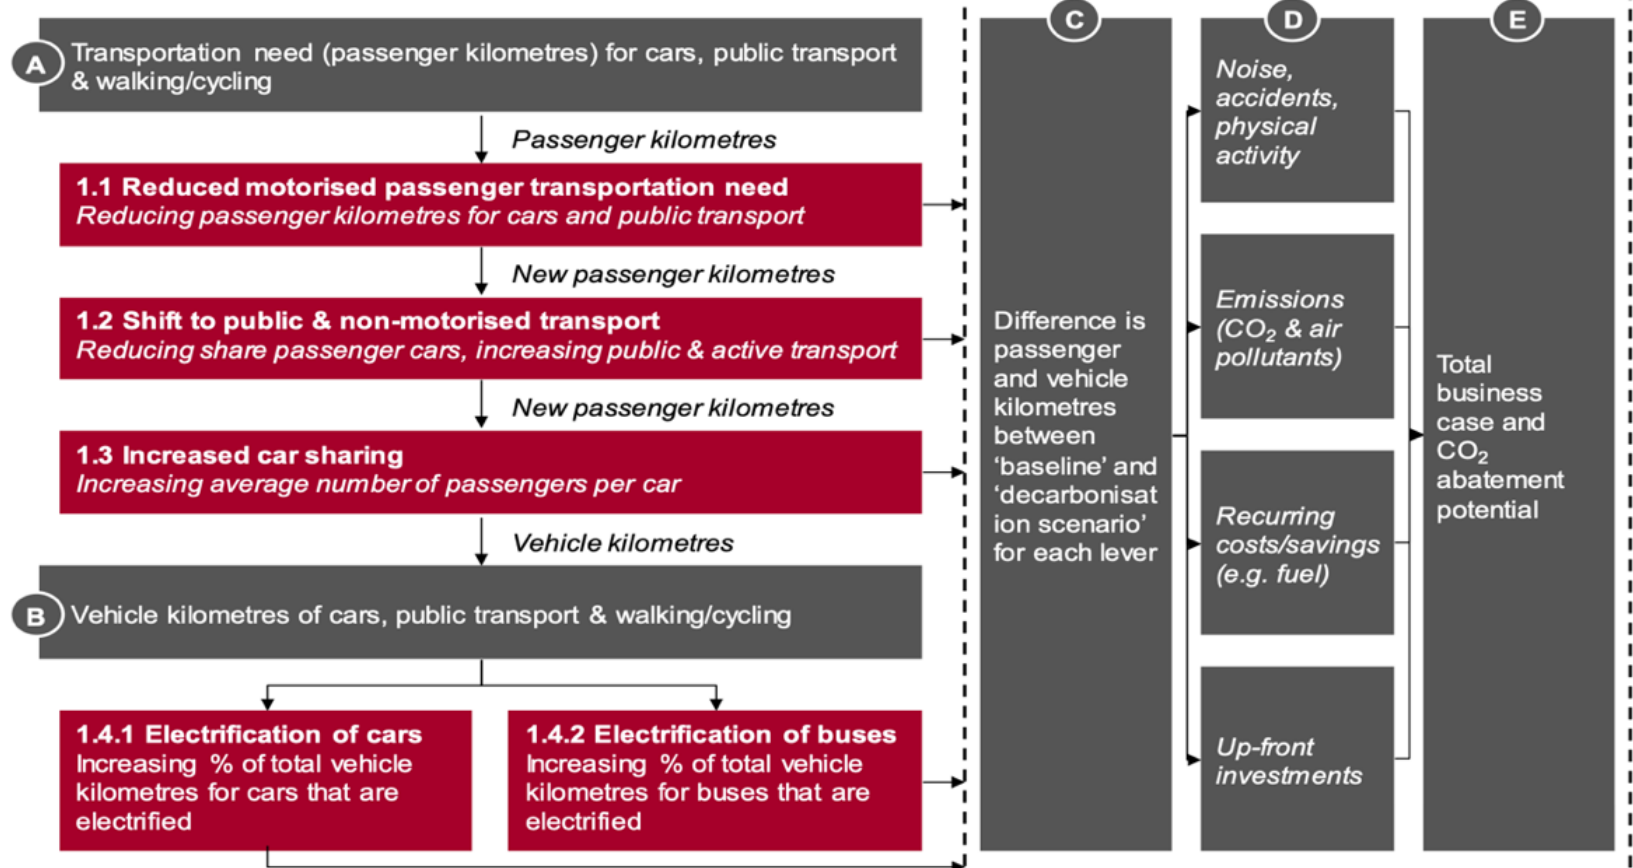 A
Transportation need (passenger kilometres) for cars, public transport
& walking/cycling
Passenger kilometres
1.1 Reduced motorised passenger transportation need
Reducing passenger kilometres for cars and public transport
New passenger kilometres
1.2 Shift to public & non-motorised transport
Reducing share passenger cars, increasing public & active transport
New passenger kilometres
1.3 Increased car sharing
Increasing average number of passengers per car
Vehicle kilometres
B
Vehicle kilometres of cars, public transport & walking/cycling
1.4.1 Electrification of cars
Increasing % of total vehicle
kilometres for cars that are
electrified
1.4.2 Electrification of buses
Increasing % of total vehicle
kilometres for buses that are
electrified
C
Difference is
passenger
and vehicle
kilometres
between
‘baseline’ and
‘decarbonisat
ion scenario’
for each lever
D
Noise,
accidents,
physical
activity
Emissions
(CO₂ & air
pollutants)
Recurring
costs/savings
(e.g. fuel)
Up-front
investments
E
Total
business
case and
CO₂
abatement
potential